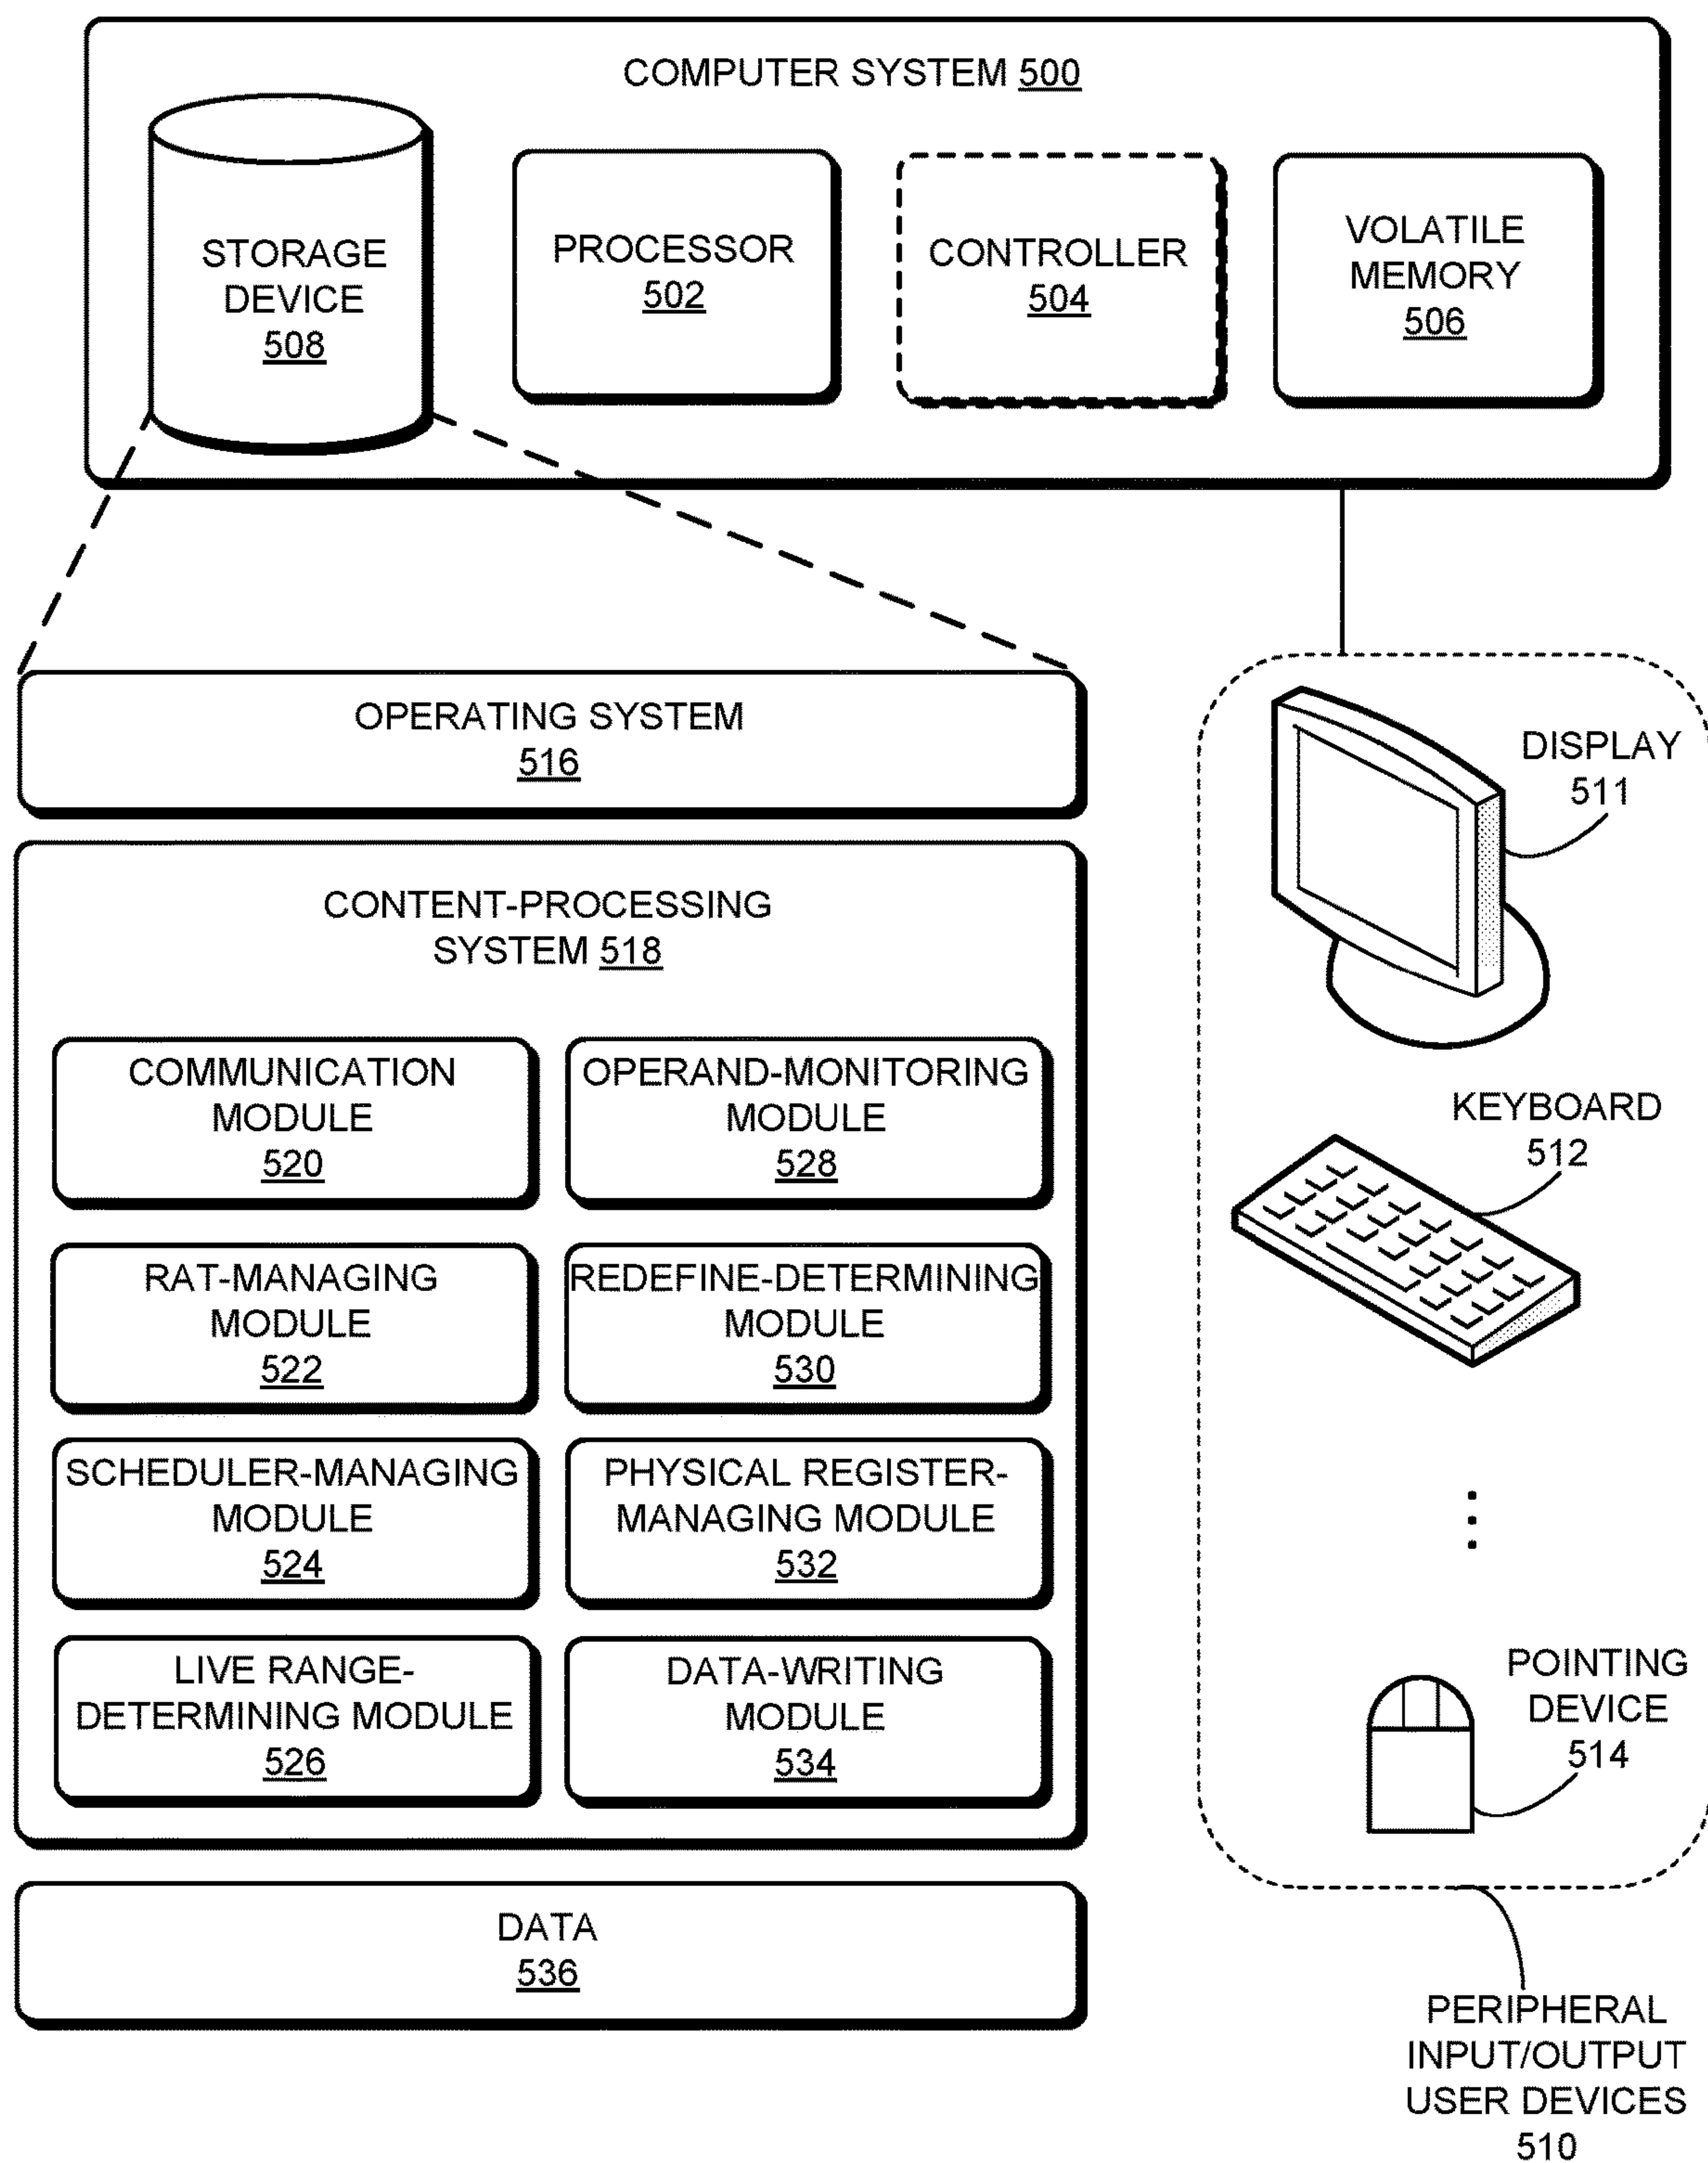 COMPUTER SYSTEM 500
STORAGE
DEVICE
508
PROCESSOR
502
CONTROLLER
504
VOLATILE
MEMORY
506
OPERATING SYSTEM
516
CONTENT-PROCESSING
SYSTEM 518
COMMUNICATION
MODULE
520
OPERAND-MONITORING
MODULE
528
RAT-MANAGING
MODULE
522
REDEFINE-DETERMINING
MODULE
530
SCHEDULER-MANAGING
MODULE
524
PHYSICAL REGISTER-
MANAGING MODULE
532
LIVE RANGE-
DETERMINING MODULE
526
DATA-WRITING
MODULE
534
DATA
536
DISPLAY
511
KEYBOARD
512
POINTING
DEVICE
514
PERIPHERAL
INPUT/OUTPUT
USER DEVICES
510